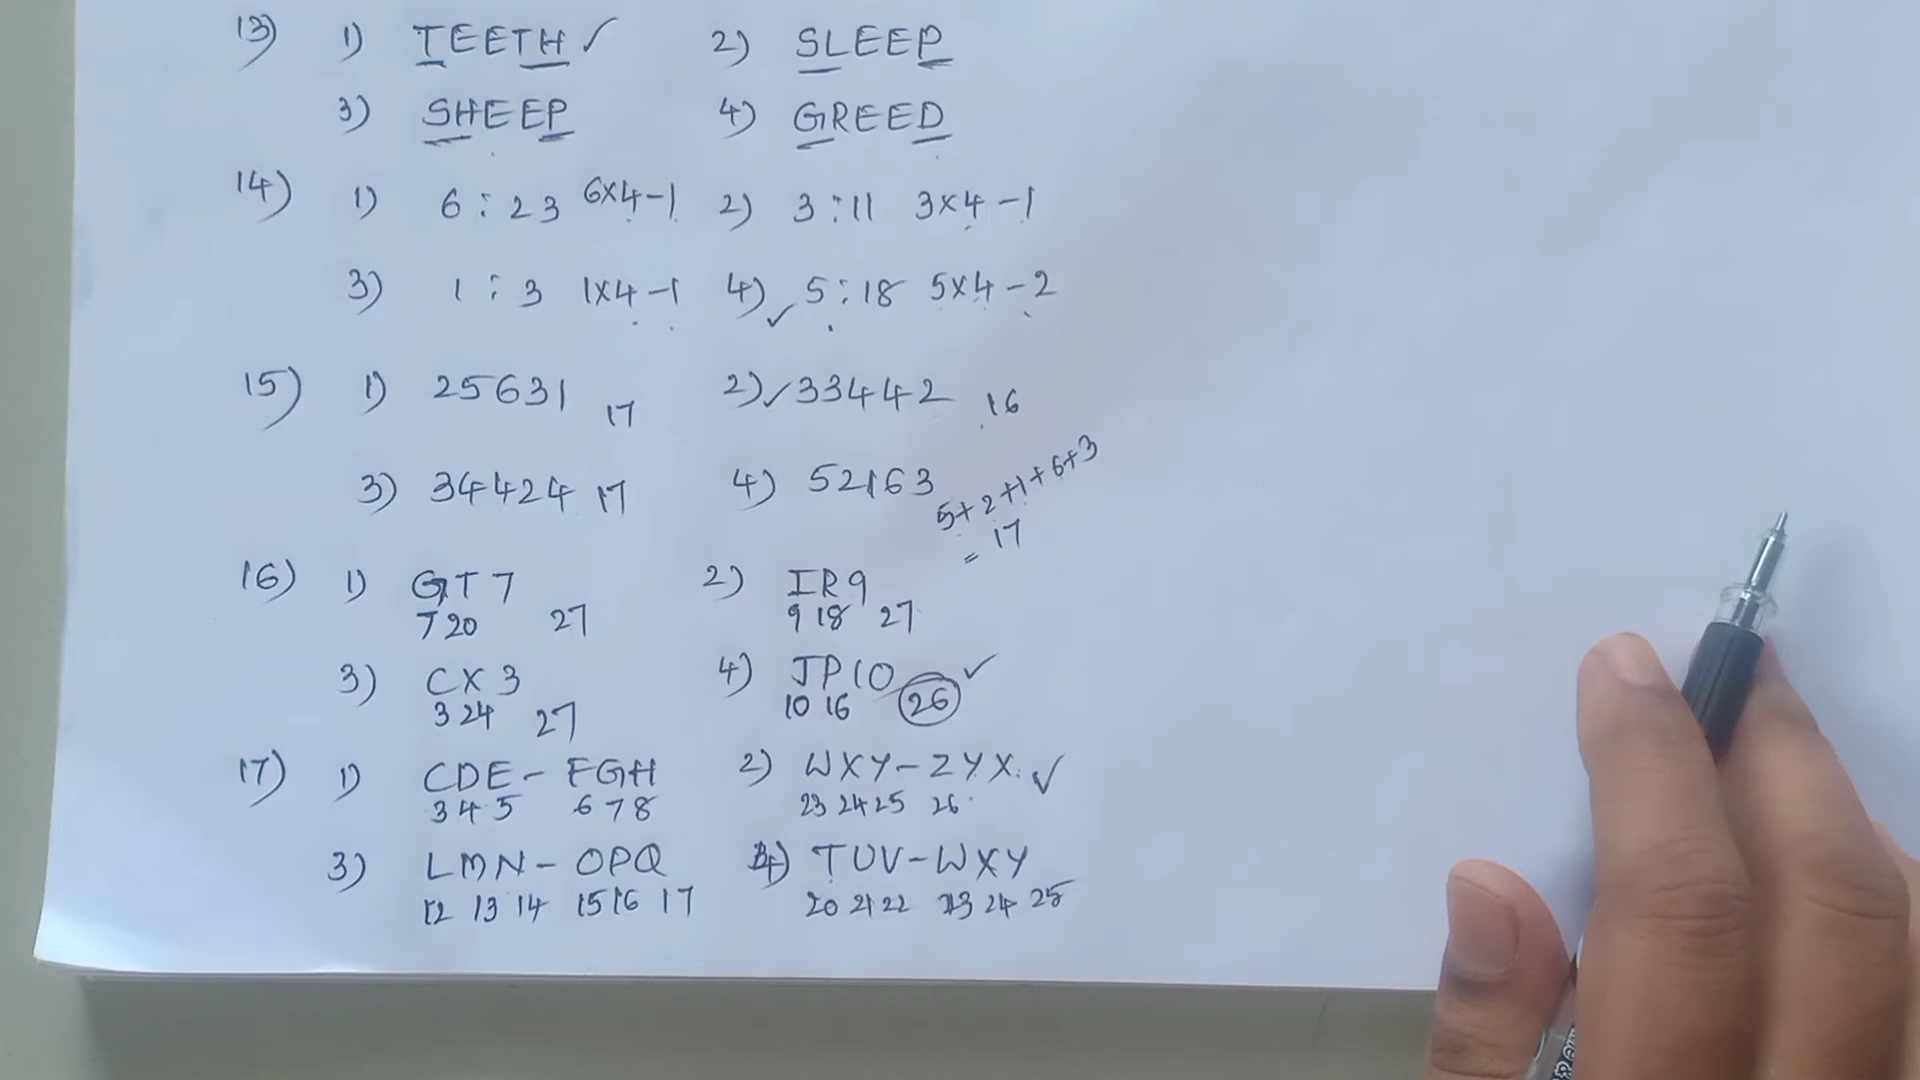 13) 1) TEETH ✓ 2) SLEEP
3) SHEEP 4) GREED
14) 1) 6 : 23 6x4-1 2) 3 : 11 3x4-1
3) 1 : 3 1x4-1 4) ✓ 5 : 18 5x4-2
15) 1) 25631 17 2) ✓ 33442 16
3) 34424 17 4) 52163
5+2+1+6+3
= 17
16) 1) GT7 2) IR9
7 20 27 9 18 27
3) CX3 4) JP10 ✓
3 24 27 10 16 26
17) 1) CDE - FGH 2) WXY - ZYX ✓
3 4 5 6 7 8 23 24 25 26
3) LMN - OPQ 4) TUV - WXY
12 13 14 15 16 17 20 21 22 23 24 25